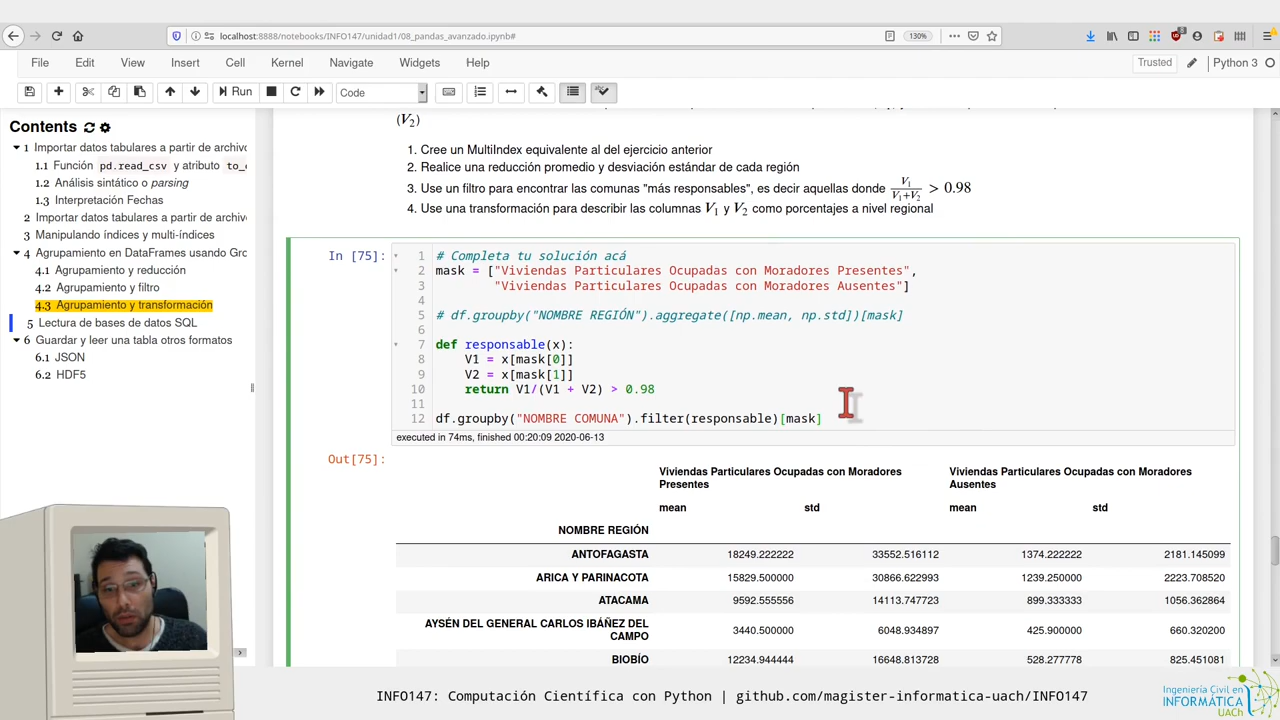 localhost:8888/notebooks/INFO147/unidad1/08_pandas_avanzado.ipynb#
130%
File Edit View Insert Cell Kernel Navigate Widgets Help
Trusted
Python 3
Run
Code
Contents
1 Importar datos tabulares a partir de archivo
1.1 Función pd.read_csv y atributo to_
1.2 Análisis sintático o parsing
1.3 Interpretación Fechas
2 Importar datos tabulares a partir de archivo
3 Manipulando índices y multi-índices
4 Agrupamiento en DataFrames usando Gro
4.1 Agrupamiento y reducción
4.2 Agrupamiento y filtro
4.3 Agrupamiento y transformación
5 Lectura de bases de datos SQL
6 Guardar y leer una tabla otros formatos
6.1 JSON
6.2 HDF5
(V2)
1. Cree un MultiIndex equivalente al del ejercicio anterior
2. Realice una reducción promedio y desviación estándar de cada región
3. Use un filtro para encontrar las comunas "más responsables", es decir aquellas donde V1/(V1+V2) > 0.98
4. Use una transformación para describir las columnas V1 y V2 como porcentajes a nivel regional
In [75]:
1 # Completa tu solución acá
2 mask = ["Viviendas Particulares Ocupadas con Moradores Presentes",
3 "Viviendas Particulares Ocupadas con Moradores Ausentes"]
4
5 # df.groupby("NOMBRE REGIÓN").aggregate([np.mean, np.std])[mask]
6
7 def responsable(x):
8 V1 = x[mask[0]]
9 V2 = x[mask[1]]
10 return V1/(V1 + V2) > 0.98
11
12 df.groupby("NOMBRE COMUNA").filter(responsable)[mask]
executed in 74ms, finished 00:20:09 2020-06-13
Out[75]:
Viviendas Particulares Ocupadas con Moradores Presentes
Viviendas Particulares Ocupadas con Moradores Ausentes
mean std mean std
NOMBRE REGIÓN
ANTOFAGASTA 18249.222222 33552.516112 1374.222222 2181.145099
ARICA Y PARINACOTA 15829.500000 30866.622993 1239.250000 2223.708520
ATACAMA 9592.555556 14113.747723 899.333333 1056.362864
AYSÉN DEL GENERAL CARLOS IBÁÑEZ DEL CAMPO 3440.500000 6048.934897 425.900000 660.320200
BIOBÍO 12234.944444 16648.813728 528.277778 825.451081
INFO147: Computación Científica con Python | github.com/magister-informatica-uach/INFO147
Ingeniería Civil en
INFORMÁTICA
UACh